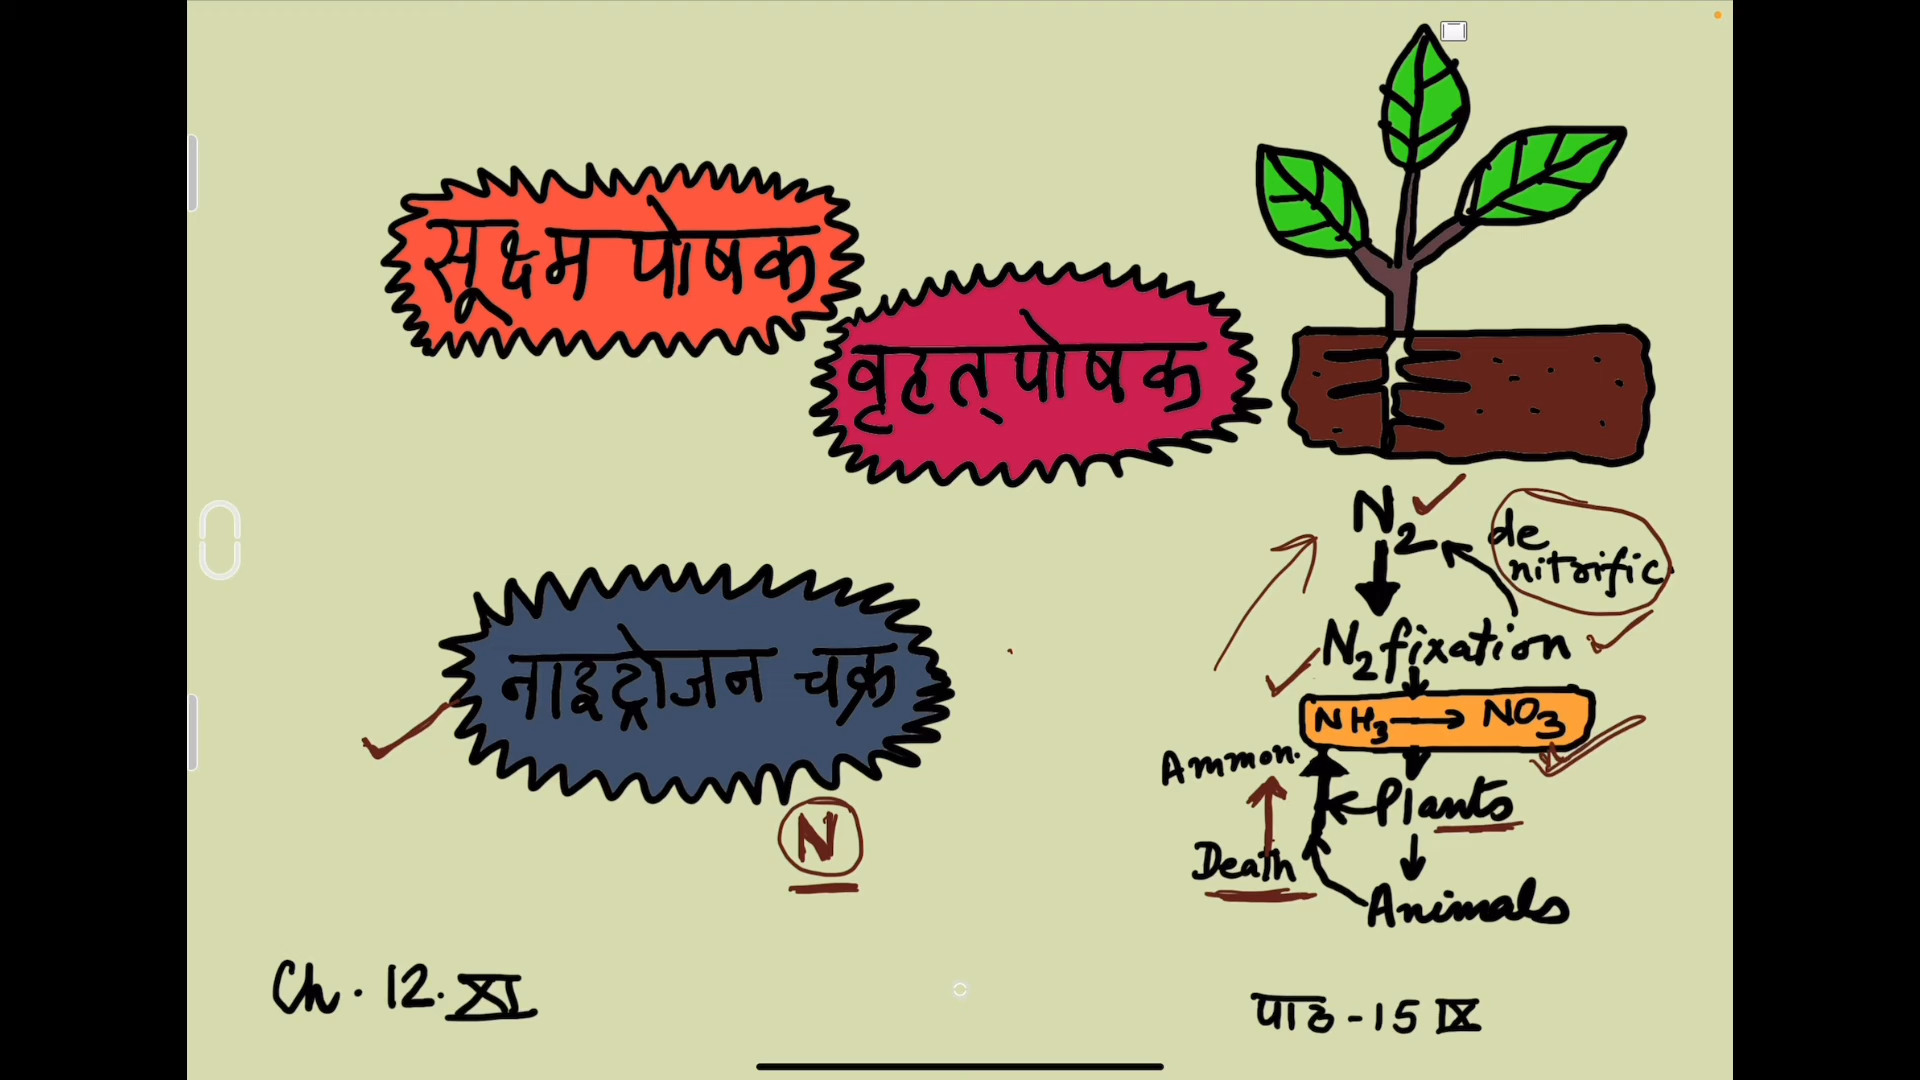 सूक्ष्म पोषक
वृहत् पोषक
नाइट्रोजन चक्र
N
N2
de
nitrific
N2 fixation
NH3 → NO3
Ammon.
Plants
Death
Animals
Ch. 12. XI
पाठ - 15 IX